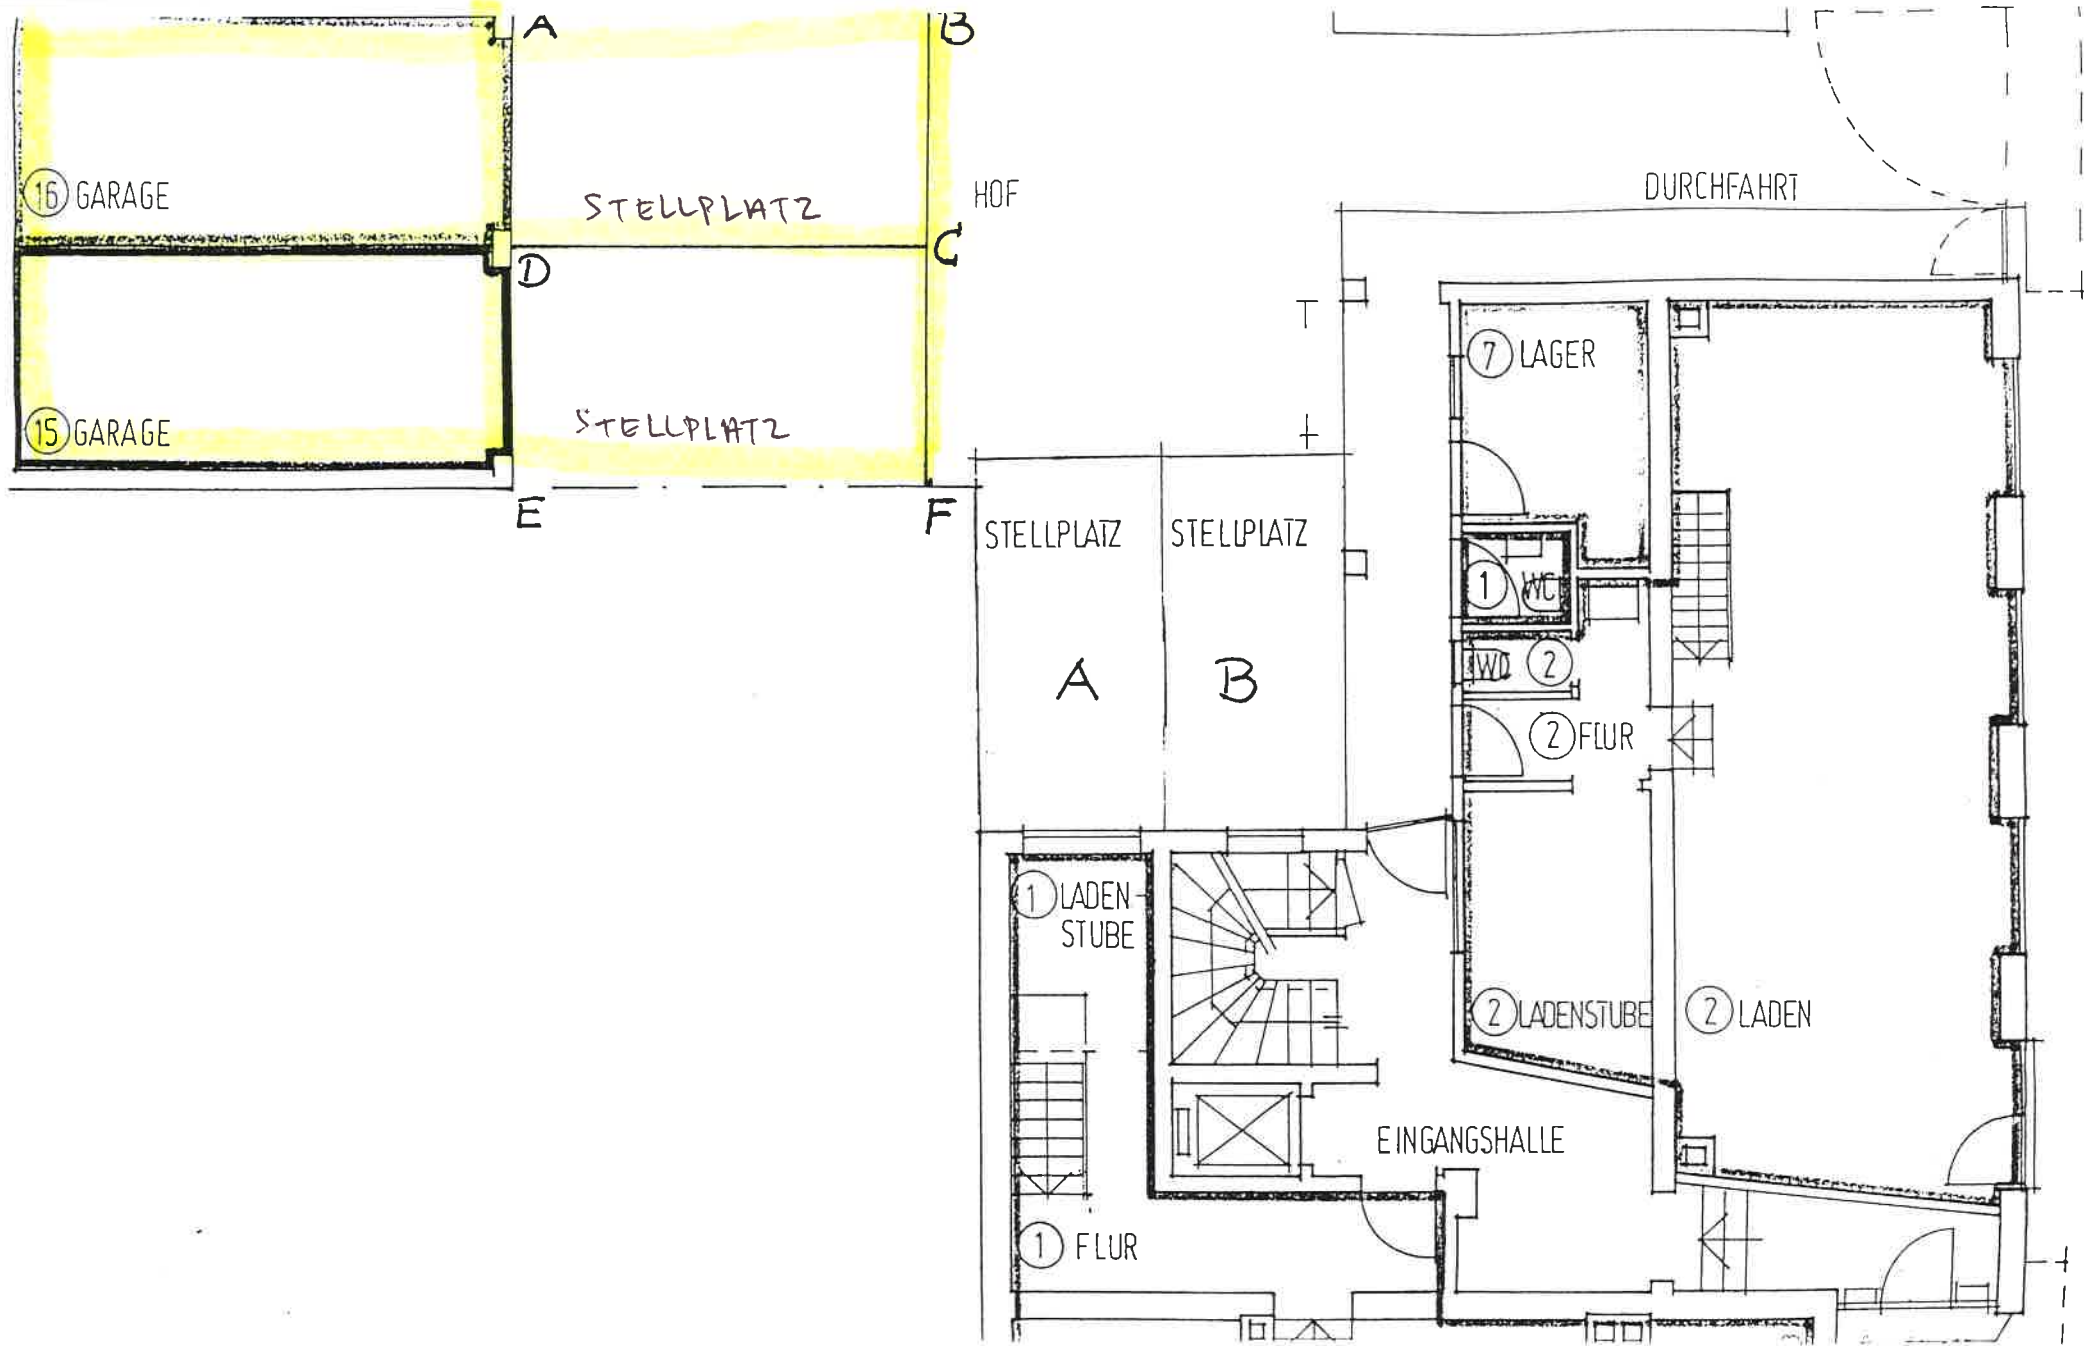 A
B
16 GARAGE
STELLPLATZ
HOF
DURCHFAHRT
C
D
7 LAGER
15 GARAGE
STELLPLATZ
E
F
STELLPLATZ
STELLPLATZ
1 WC
A
B
WC 2
2 FLUR
1 LADEN-
STUBE
2 LADENSTUBE
2 LADEN
EINGANGSHALLE
1 FLUR